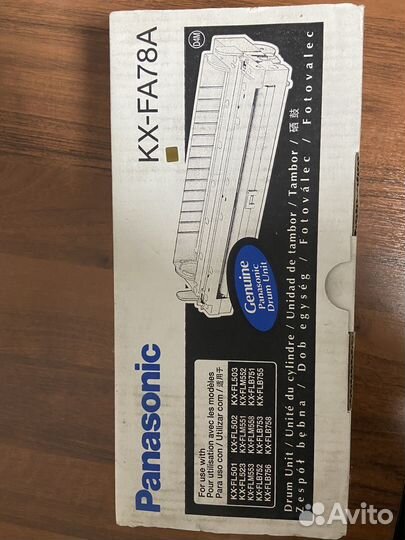 Panasonic
KX-FA78A
D4M
Genuine
Panasonic
Drum Unit
For use with
Pour utilisation avec les modèles
Para uso con / Utilizar com / 适用于
KX-FL501 KX-FL502 KX-FL503
KX-FL523 KX-FLM551 KX-FLM552
KX-FLM553 KX-FLM558 KX-FLB751
KX-FLB752 KX-FLB753 KX-FLB755
KX-FLB756 KX-FLB758
Drum Unit / Unité du cylindre / Unidad de tambor / Tambor / 硒鼓
Zespół bębna / Dob egység / Fotoválec / Fotovalec
Avito